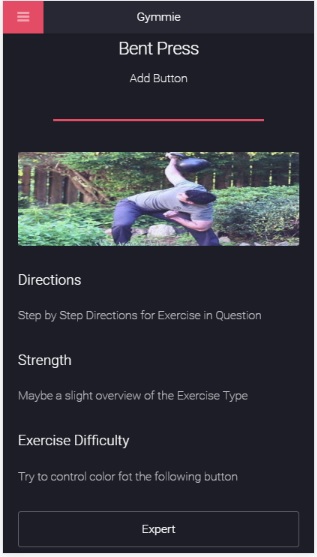 Gymmie
Bent Press
Add Button
Directions
Step by Step Directions for Exercise in Question
Strength
Maybe a slight overview of the Exercise Type
Exercise Difficulty
Try to control color fot the following button
Expert